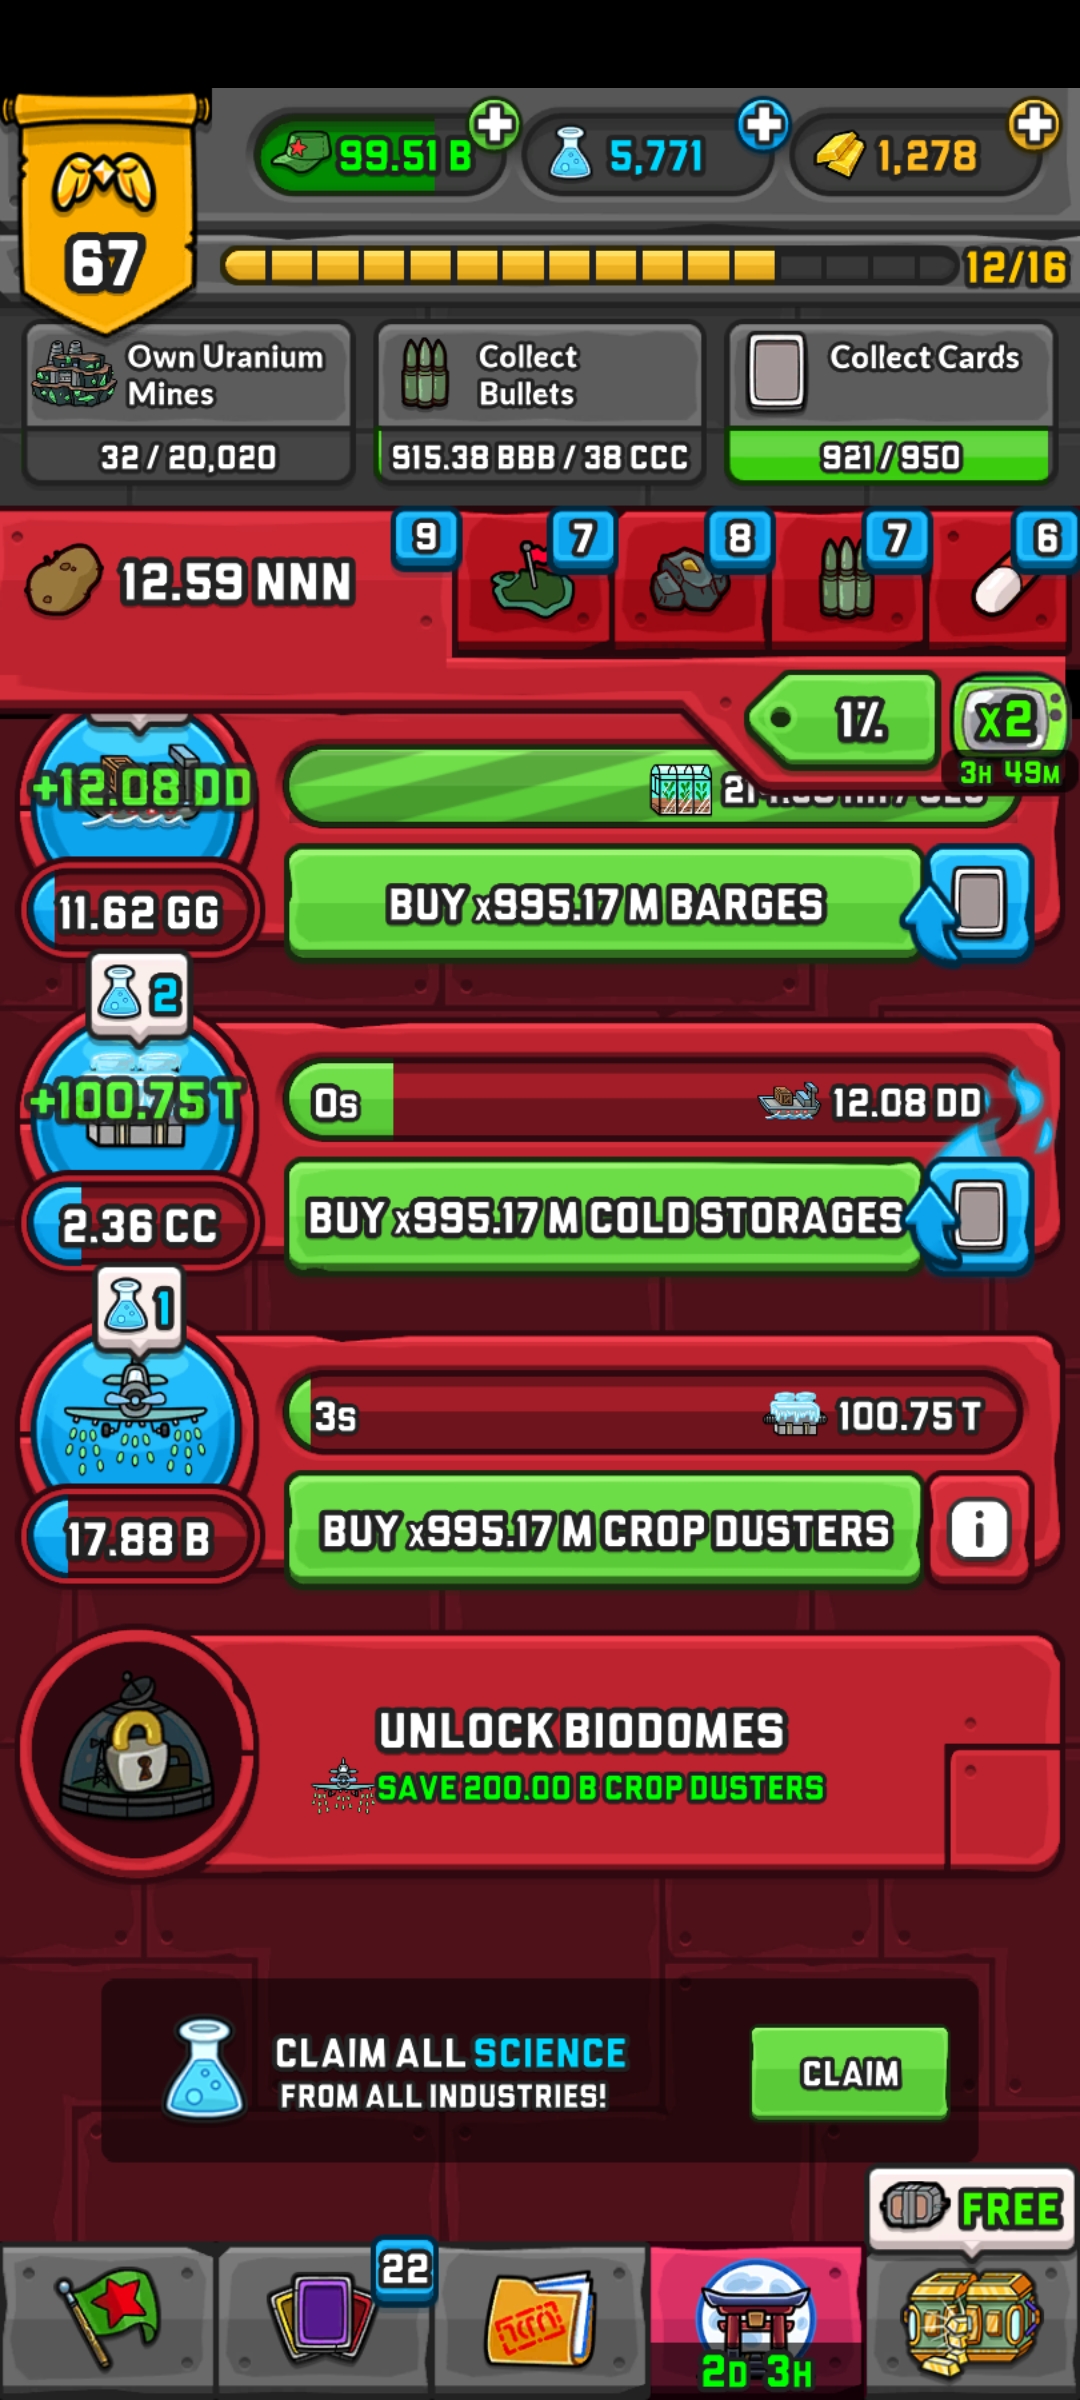 99.51 B
5,771
1,278
67
12/16
Own Uranium
Mines
32 / 20,020
Collect
Bullets
915.38 BBB / 38 CCC
Collect Cards
921 / 950
12.59 NNN
9
7
8
7
6
1%
x2
3H 49M
+12.08 DD
11.62 GG
BUY x995.17 M BARGES
2
+100.75 T
0s
12.08 DD
2.36 CC
BUY x995.17 M COLD STORAGES
1
3s
100.75 T
17.88 B
BUY x995.17 M CROP DUSTERS
i
UNLOCK BIODOMES
SAVE 200.00 B CROP DUSTERS
CLAIM ALL SCIENCE
FROM ALL INDUSTRIES!
CLAIM
FREE
22
2D 3H